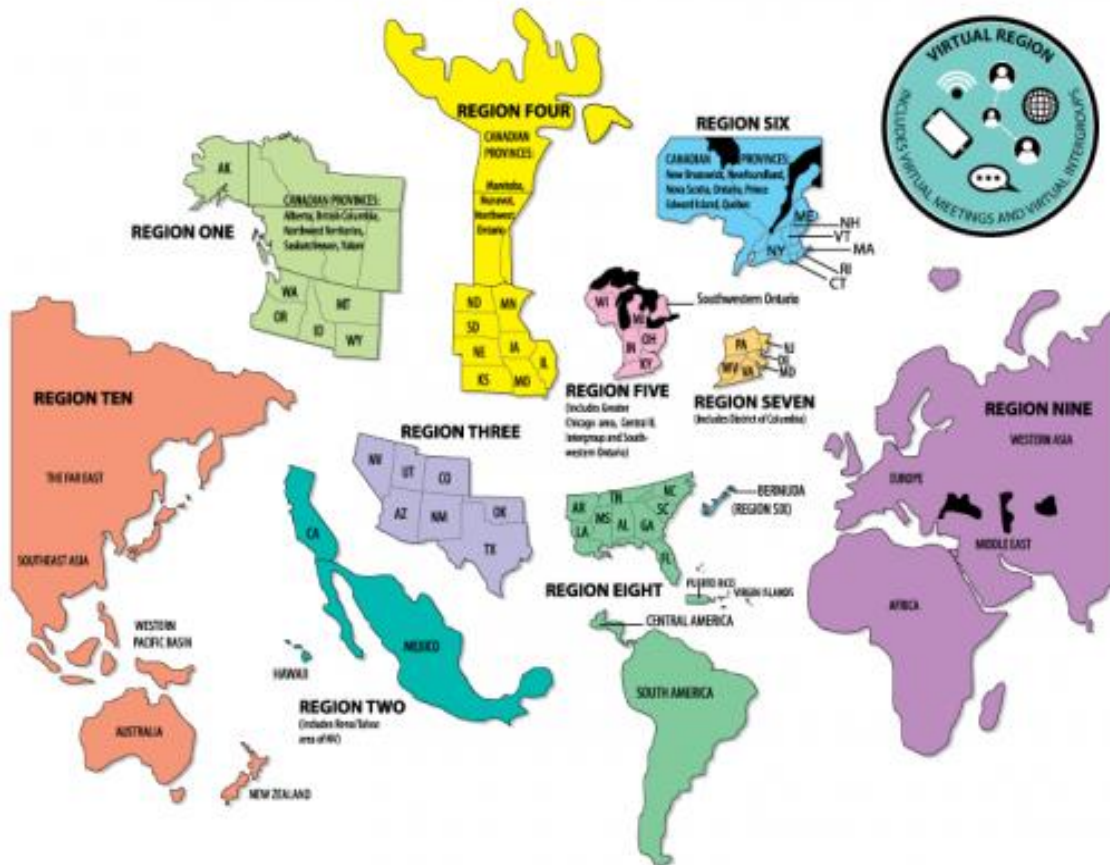 VIRTUAL REGION
INCLUDES VIRTUAL MEETINGS AND VIRTUAL INTERGROUPS
REGION FOUR
CANADIAN
PROVINCES:
Manitoba,
Nunavut,
Northwest
Ontario
ND
MN
SD
NE
IA
IL
KS
MO
REGION SIX
CANADIAN PROVINCES:
New Brunswick, Newfoundland,
Nova Scotia, Ontario, Prince
Edward Island, Quebec
ME
NH
VT
MA
NY
RI
CT
AK
CANADIAN PROVINCES:
Alberta, British Columbia,
Northwest Territories,
Saskatchewan, Yukon
REGION ONE
WA
MT
OR
ID
WY
WI
MI
OH
IN
KY
Southwestern Ontario
REGION FIVE
(Includes Greater
Chicago area, Central IL
Intergroup and South-
western Ontario)
PA
NJ
DE
MD
WV
VA
REGION SEVEN
(Includes District of Columbia)
REGION TEN
THE FAR EAST
SOUTHEAST ASIA
WESTERN
PACIFIC BASIN
AUSTRALIA
NEW ZEALAND
REGION THREE
NV
UT
CO
AZ
NM
OK
TX
CA
MEXICO
HAWAII
REGION TWO
(includes Reno/Tahoe
area of NV)
AR
TN
NC
SC
MS
AL
GA
LA
FL
BERMUDA
(REGION SIX)
REGION EIGHT
PUERTO RICO
VIRGIN ISLANDS
CENTRAL AMERICA
SOUTH AMERICA
REGION NINE
WESTERN ASIA
EUROPE
MIDDLE EAST
AFRICA